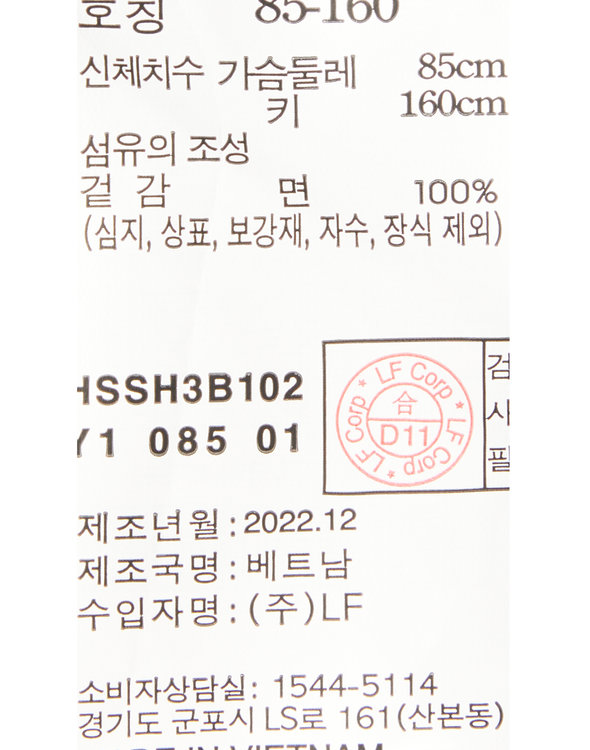 호칭 85-160
신체치수 가슴둘레 85cm
키 160cm
섬유의 조성
겉 감 면 100%
(심지, 상표, 보강재, 자수, 장식 제외)
HSSH3B102
Y1 085 01
LF Corp * LF Corp * LF Corp *
合
D11
검
사
필
제조년월:2022.12
제조국명:베트남
수입자명:(주)LF
소비자상담실: 1544-5114
경기도 군포시 LS로 161(산본동)
IN VIETNAM